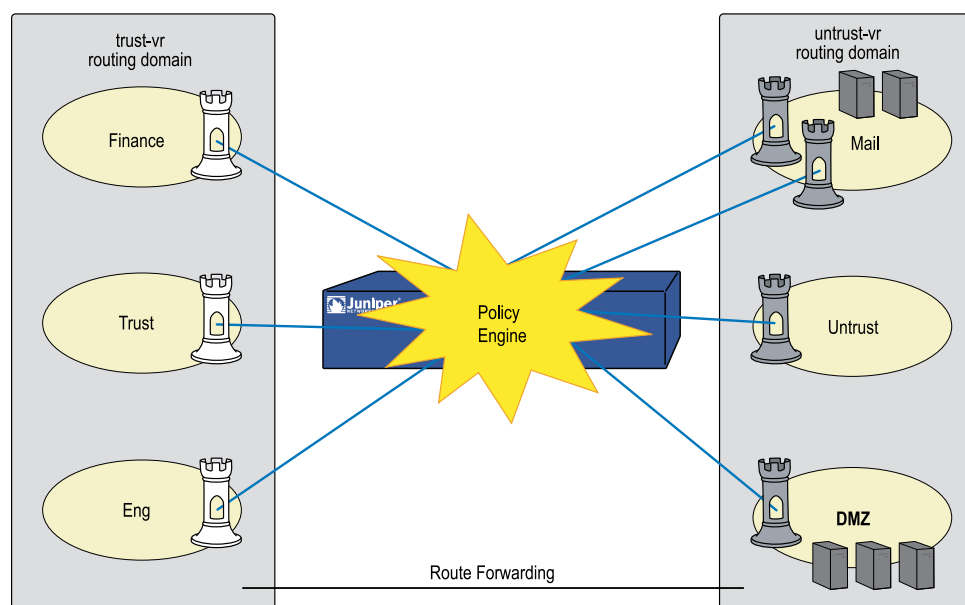 trust-vr
routing domain
untrust-vr
routing domain
Finance
Mail
Juniper
NETWORKS
Trust
Policy
Engine
Untrust
Eng
DMZ
Route Forwarding